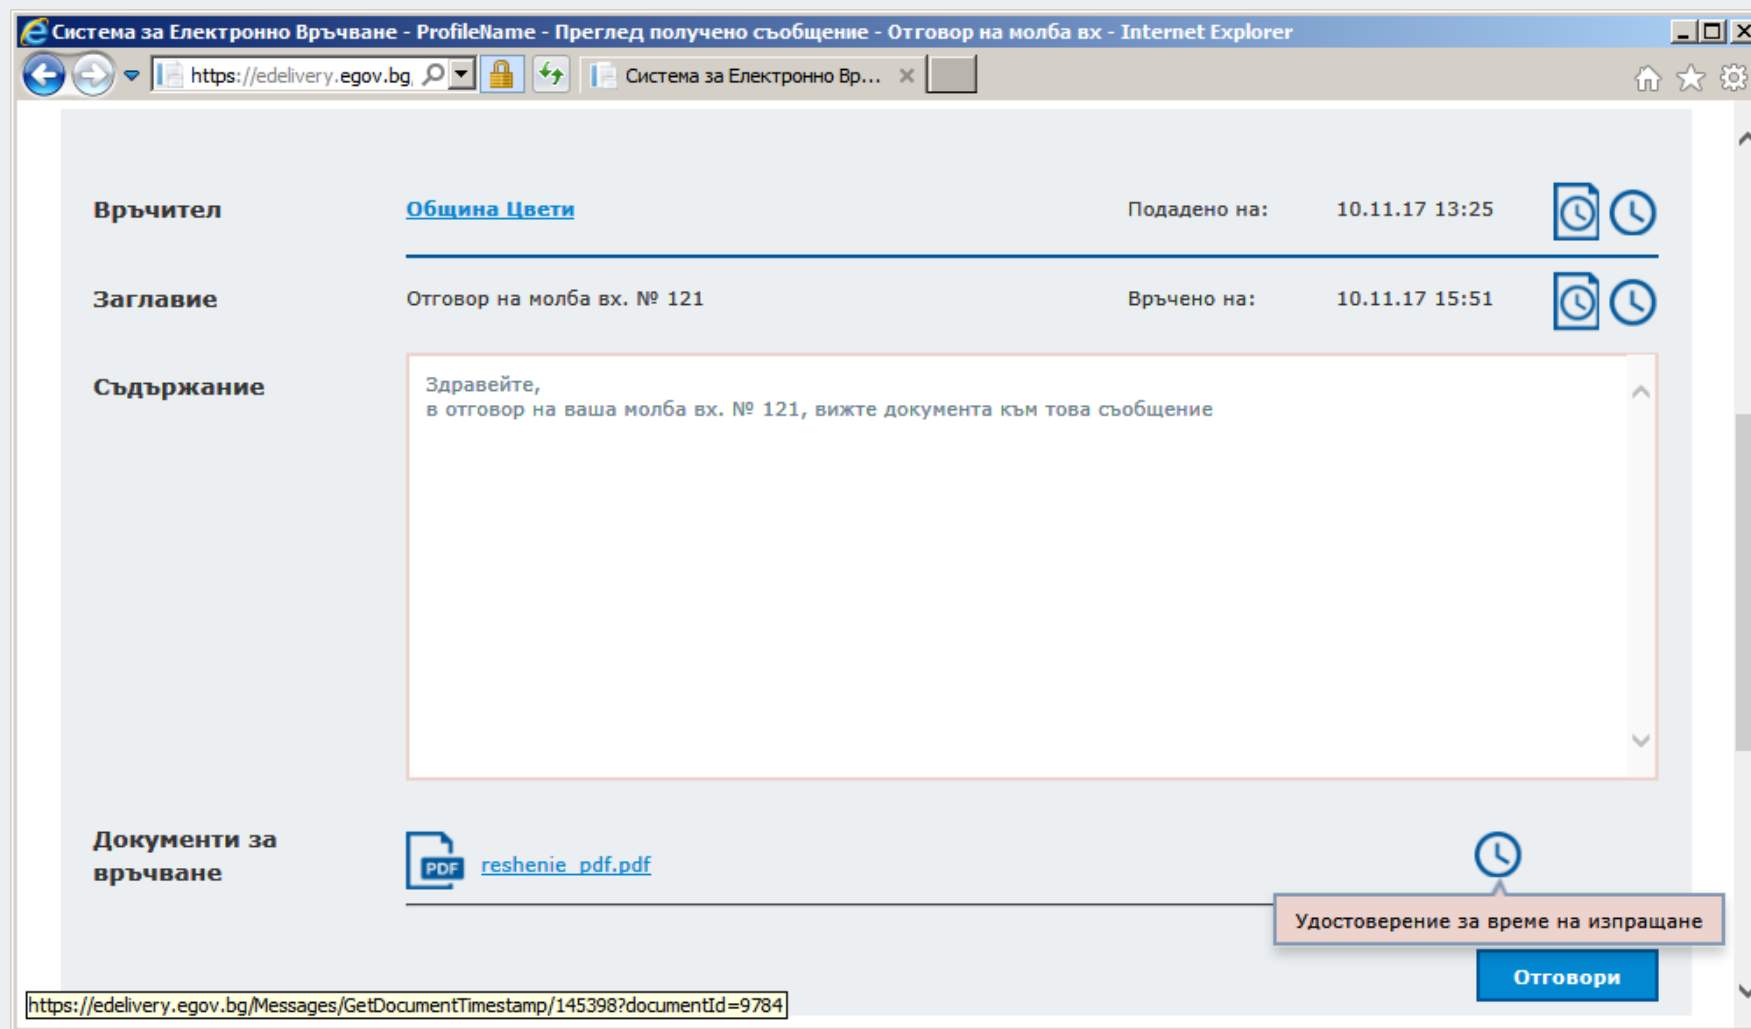 Система за Електронно Връчване - ProfileName - Преглед получено съобщение - Отговор на молба вх - Internet Explorer
https://edelivery.egov.bg, Система за Електронно Вр...
Връчител Община Цвети Подадено на: 10.11.17 13:25
Заглавие Отговор на молба вх. № 121 Връчено на: 10.11.17 15:51
Съдържание
Здравейте,
в отговор на ваша молба вх. № 121, вижте документа към това съобщение
Документи за
връчване
PDF reshenie_pdf.pdf
Удостоверение за време на изпращане
Отговори
https://edelivery.egov.bg/Messages/GetDocumentTimestamp/145398?documentId=9784